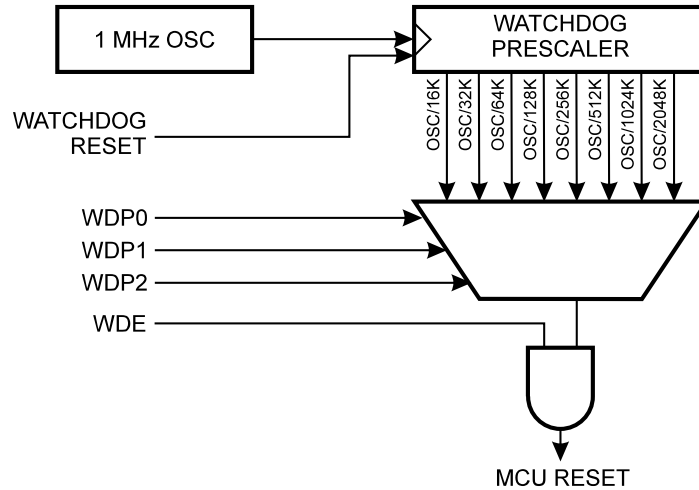 1 MHz OSC
WATCHDOG
PRESCALER
WATCHDOG
RESET
OSC/16K
OSC/32K
OSC/64K
OSC/128K
OSC/256K
OSC/512K
OSC/1024K
OSC/2048K
WDP0
WDP1
WDP2
WDE
MCU RESET